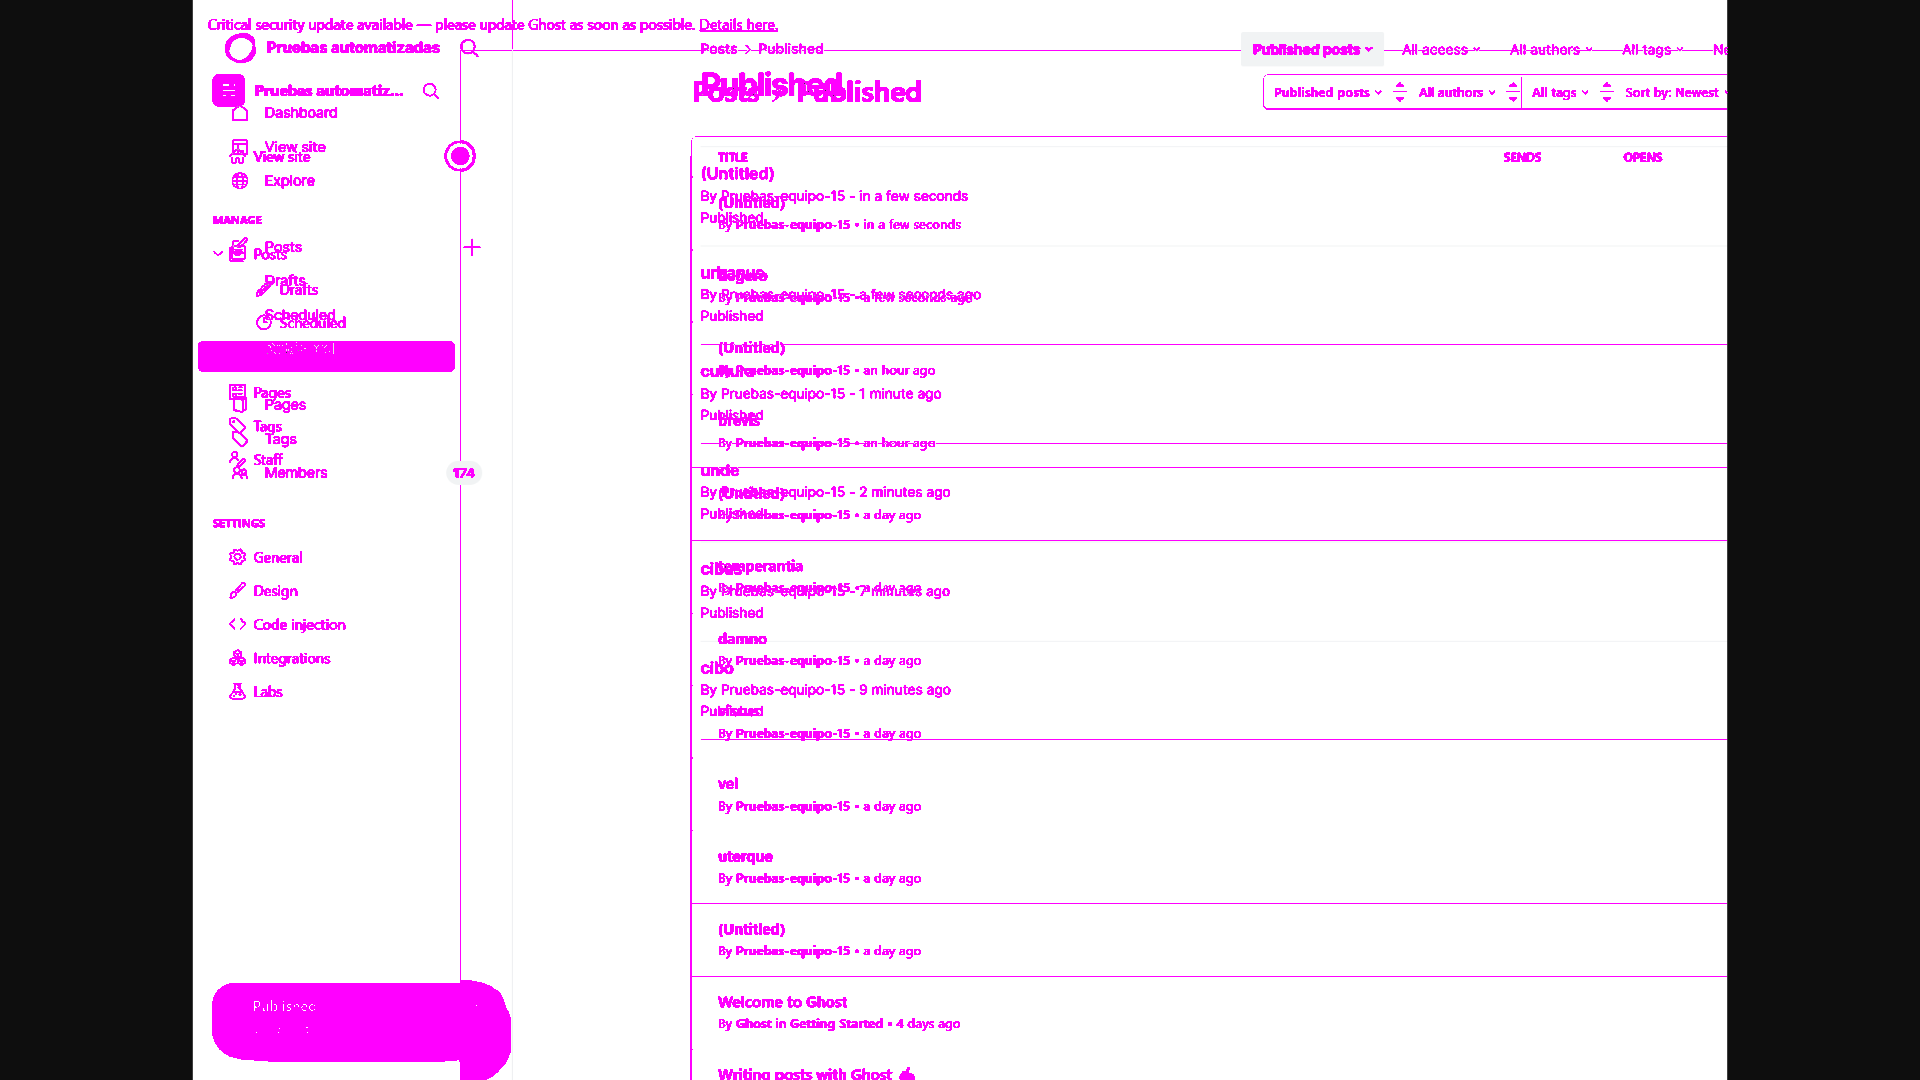 Critical security update available — please update Ghost as soon as possible. Details here.
Pruebas automatizadas
Pruebas automatiz...
Dashboard
View site
View site
Explore
MANAGE
Posts
Posts
Drafts
Drafts
Scheduled
Scheduled
Pages
Pages
Tags
Tags
Staff
Members
174
SETTINGS
General
Design
Code injection
Integrations
Labs
Published
Posts > Published
Published posts
All access
All authors
All tags
Published
Posts > Published
Published posts
All authors
All tags
Sort by: Newest
TITLE
SENDS
OPENS
(Untitled)
By Pruebas-equipo-15 - in a few seconds
Published
(Untitled)
By Pruebas-equipo-15 • in a few seconds
By Pruebas-equipo-15 - a few seconds ago
By Pruebas-equipo-15 • a few seconds ago
Published
(Untitled)
By Pruebas-equipo-15 • an hour ago
By Pruebas-equipo-15 - 1 minute ago
Published
brevis
By Pruebas-equipo-15 • an hour ago
unde
By Pruebas-equipo-15 - 2 minutes ago
(Untitled)
Published
By Pruebas-equipo-15 • a day ago
temperantia
By Pruebas-equipo-15 • a day ago
By Pruebas-equipo-15 - 7 minutes ago
Published
damno
By Pruebas-equipo-15 • a day ago
cibo
By Pruebas-equipo-15 - 9 minutes ago
Published
By Pruebas-equipo-15 • a day ago
vel
By Pruebas-equipo-15 • a day ago
uterque
By Pruebas-equipo-15 • a day ago
(Untitled)
By Pruebas-equipo-15 • a day ago
Welcome to Ghost
By Ghost in Getting Started • 4 days ago
Writing posts with Ghost